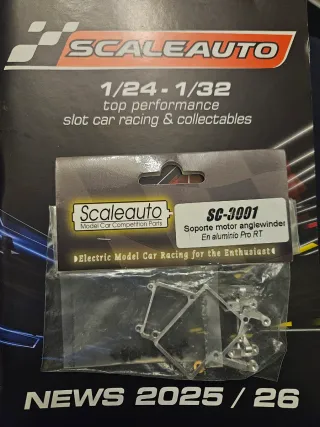 SCALEAUTO
1/24 - 1/32
top performance
slot car racing & collectables
Scaleauto
Model Car Competition Parts
SC-8001
Soporte motor anglewinder
En aluminio Pro RT
Electric Model Car Racing for the Enthusiast
NEWS 2025 / 26